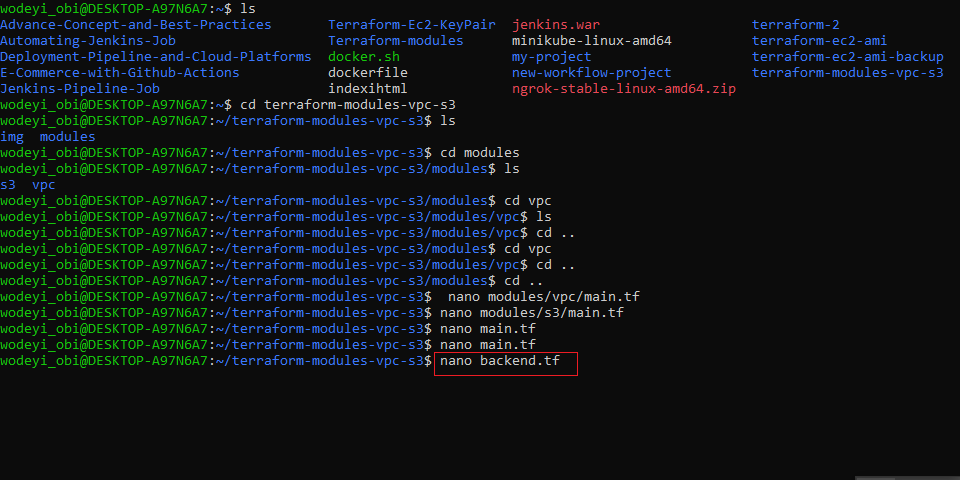 wodeyi_obi@DESKTOP-A97N6A7:~$ ls
Advance-Concept-and-Best-Practices Terraform-Ec2-KeyPair jenkins.war terraform-2
Automating-Jenkins-Job Terraform-modules minikube-linux-amd64 terraform-ec2-ami
Deployment-Pipeline-and-Cloud-Platforms docker.sh my-project terraform-ec2-ami-backup
E-Commerce-with-Github-Actions dockerfile new-workflow-project terraform-modules-vpc-s3
Jenkins-Pipeline-Job indexihtml ngrok-stable-linux-amd64.zip
wodeyi_obi@DESKTOP-A97N6A7:~$ cd terraform-modules-vpc-s3
wodeyi_obi@DESKTOP-A97N6A7:~/terraform-modules-vpc-s3$ ls
img modules
wodeyi_obi@DESKTOP-A97N6A7:~/terraform-modules-vpc-s3$ cd modules
wodeyi_obi@DESKTOP-A97N6A7:~/terraform-modules-vpc-s3/modules$ ls
s3 vpc
wodeyi_obi@DESKTOP-A97N6A7:~/terraform-modules-vpc-s3/modules$ cd vpc
wodeyi_obi@DESKTOP-A97N6A7:~/terraform-modules-vpc-s3/modules/vpc$ ls
wodeyi_obi@DESKTOP-A97N6A7:~/terraform-modules-vpc-s3/modules/vpc$ cd ..
wodeyi_obi@DESKTOP-A97N6A7:~/terraform-modules-vpc-s3/modules$ cd vpc
wodeyi_obi@DESKTOP-A97N6A7:~/terraform-modules-vpc-s3/modules/vpc$ cd ..
wodeyi_obi@DESKTOP-A97N6A7:~/terraform-modules-vpc-s3/modules$ cd ..
wodeyi_obi@DESKTOP-A97N6A7:~/terraform-modules-vpc-s3$  nano modules/vpc/main.tf
wodeyi_obi@DESKTOP-A97N6A7:~/terraform-modules-vpc-s3$ nano modules/s3/main.tf
wodeyi_obi@DESKTOP-A97N6A7:~/terraform-modules-vpc-s3$ nano main.tf
wodeyi_obi@DESKTOP-A97N6A7:~/terraform-modules-vpc-s3$ nano main.tf
wodeyi_obi@DESKTOP-A97N6A7:~/terraform-modules-vpc-s3$ nano backend.tf